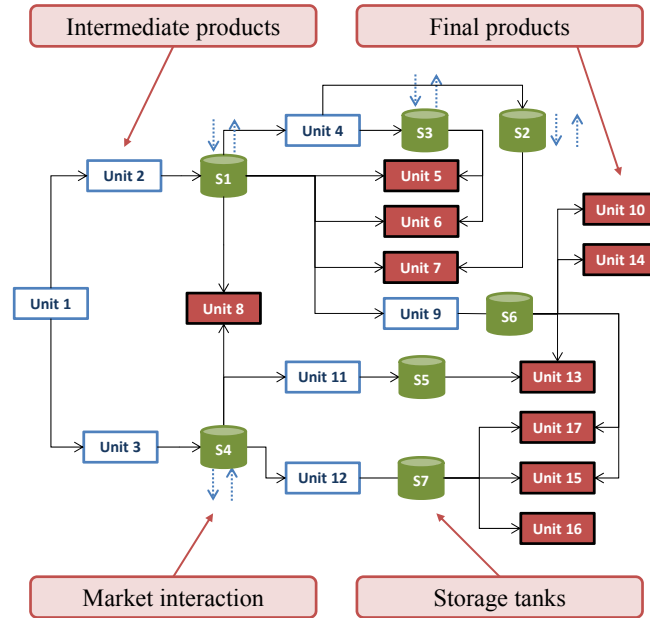 Intermediate products
Final products
Unit 4
S3
S2
Unit 2
S1
Unit 5
Unit 6
Unit 10
Unit 7
Unit 14
Unit 1
Unit 8
Unit 9
S6
Unit 11
S5
Unit 13
Unit 17
Unit 3
S4
Unit 12
S7
Unit 15
Unit 16
Market interaction
Storage tanks